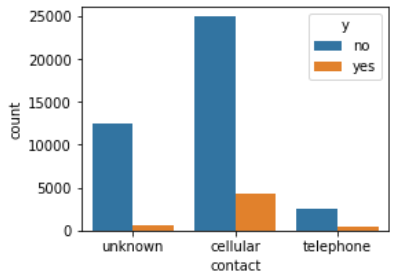 25000
20000
15000
10000
5000
0
count
y
no
yes
unknown cellular telephone
contact